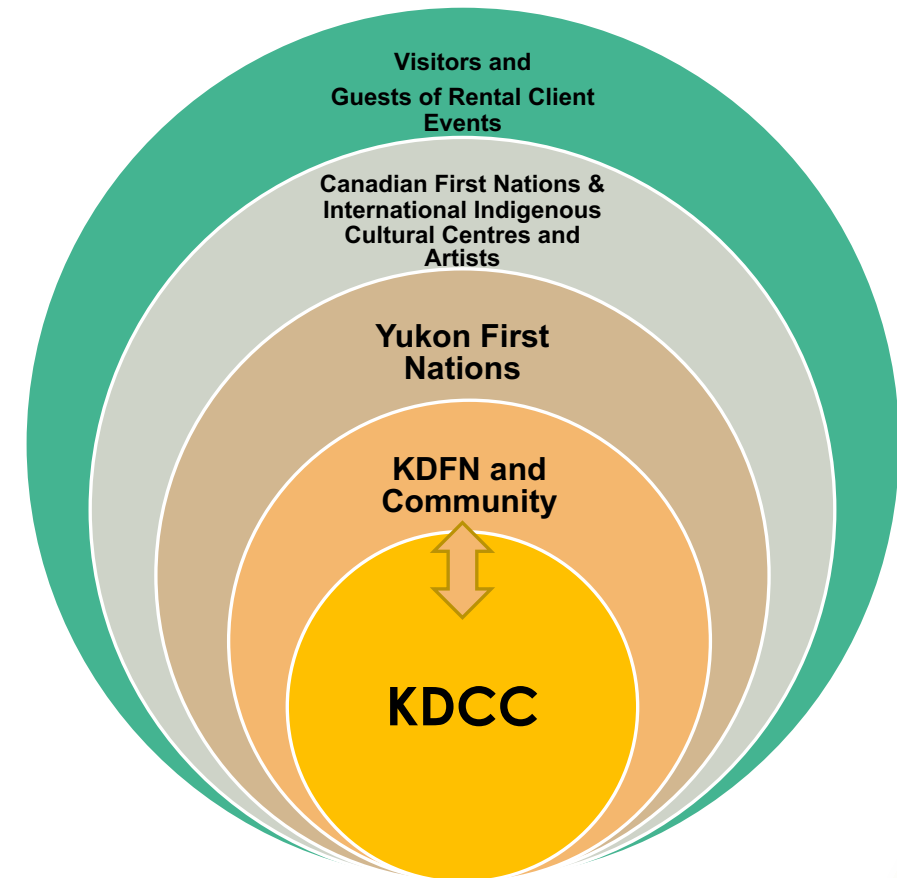 Visitors and
Guests of Rental Client
Events
Canadian First Nations &
International Indigenous
Cultural Centres and
Artists
Yukon First
Nations
KDFN and
Community
KDCC